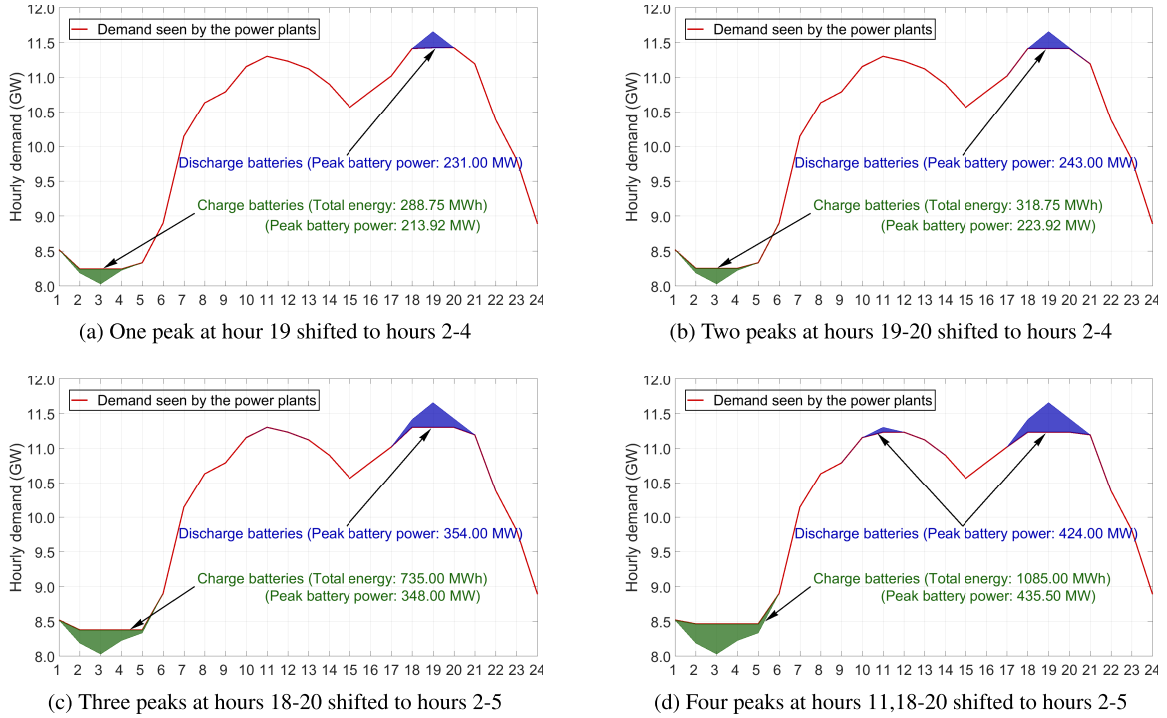 12.0
11.5
11.0
10.5
10.0
9.5
9.0
8.5
8.0
Hourly demand (GW)
Demand seen by the power plants
Discharge batteries (Peak battery power: 231.00 MW)
Charge batteries (Total energy: 288.75 MWh)
(Peak battery power: 213.92 MW)
1 2 3 4 5 6 7 8 9 10 11 12 13 14 15 16 17 18 19 20 21 22 23 24
(a) One peak at hour 19 shifted to hours 2-4
12.0
11.5
11.0
10.5
10.0
9.5
9.0
8.5
8.0
Hourly demand (GW)
Demand seen by the power plants
Discharge batteries (Peak battery power: 243.00 MW)
Charge batteries (Total energy: 318.75 MWh)
(Peak battery power: 223.92 MW)
1 2 3 4 5 6 7 8 9 10 11 12 13 14 15 16 17 18 19 20 21 22 23 24
(b) Two peaks at hours 19-20 shifted to hours 2-4
12.0
11.5
11.0
10.5
10.0
9.5
9.0
8.5
8.0
Hourly demand (GW)
Demand seen by the power plants
Discharge batteries (Peak battery power: 354.00 MW)
Charge batteries (Total energy: 735.00 MWh)
(Peak battery power: 348.00 MW)
1 2 3 4 5 6 7 8 9 10 11 12 13 14 15 16 17 18 19 20 21 22 23 24
(c) Three peaks at hours 18-20 shifted to hours 2-5
12.0
11.5
11.0
10.5
10.0
9.5
9.0
8.5
8.0
Hourly demand (GW)
Demand seen by the power plants
Discharge batteries (Peak battery power: 424.00 MW)
Charge batteries (Total energy: 1085.00 MWh)
(Peak battery power: 435.50 MW)
1 2 3 4 5 6 7 8 9 10 11 12 13 14 15 16 17 18 19 20 21 22 23 24
(d) Four peaks at hours 11,18-20 shifted to hours 2-5